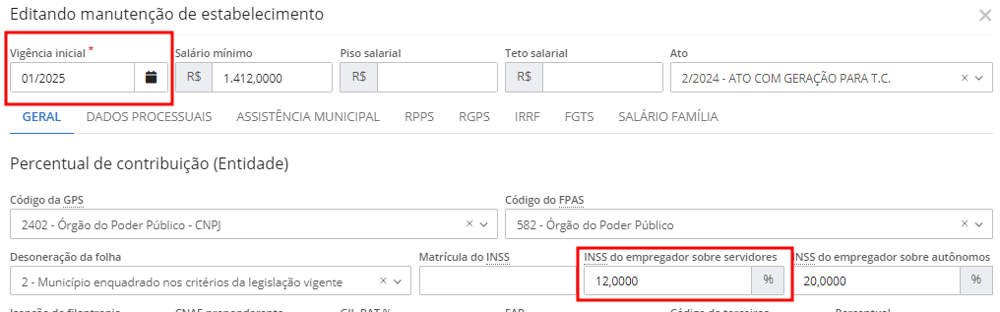 Editando manutenção de estabelecimento
Vigência inicial * Salário mínimo Piso salarial Teto salarial Ato
01/2025 R$ 1.412,0000 R$ R$ 2/2024 - ATO COM GERAÇÃO PARA T.C.
GERAL DADOS PROCESSUAIS ASSISTÊNCIA MUNICIPAL RPPS RGPS IRRF FGTS SALÁRIO FAMÍLIA
Percentual de contribuição (Entidade)
Código da GPS Código do FPAS
2402 - Órgão do Poder Público - CNPJ 582 - Órgão do Poder Público
Desoneração da folha Matrícula do INSS INSS do empregador sobre servidores INSS do empregador sobre autônomos
2 - Município enquadrado nos critérios da legislação vigente 12,0000 % 20,0000 %